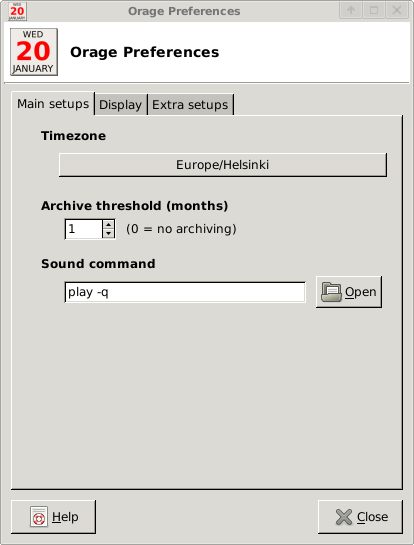 WED
20
JANUARY
Orage Preferences
WED
20
JANUARY
Orage Preferences
Main setups
Display
Extra setups
Timezone
Europe/Helsinki
Archive threshold (months)
1
(0 = no archiving)
Sound command
play -q
Open
Help
Close